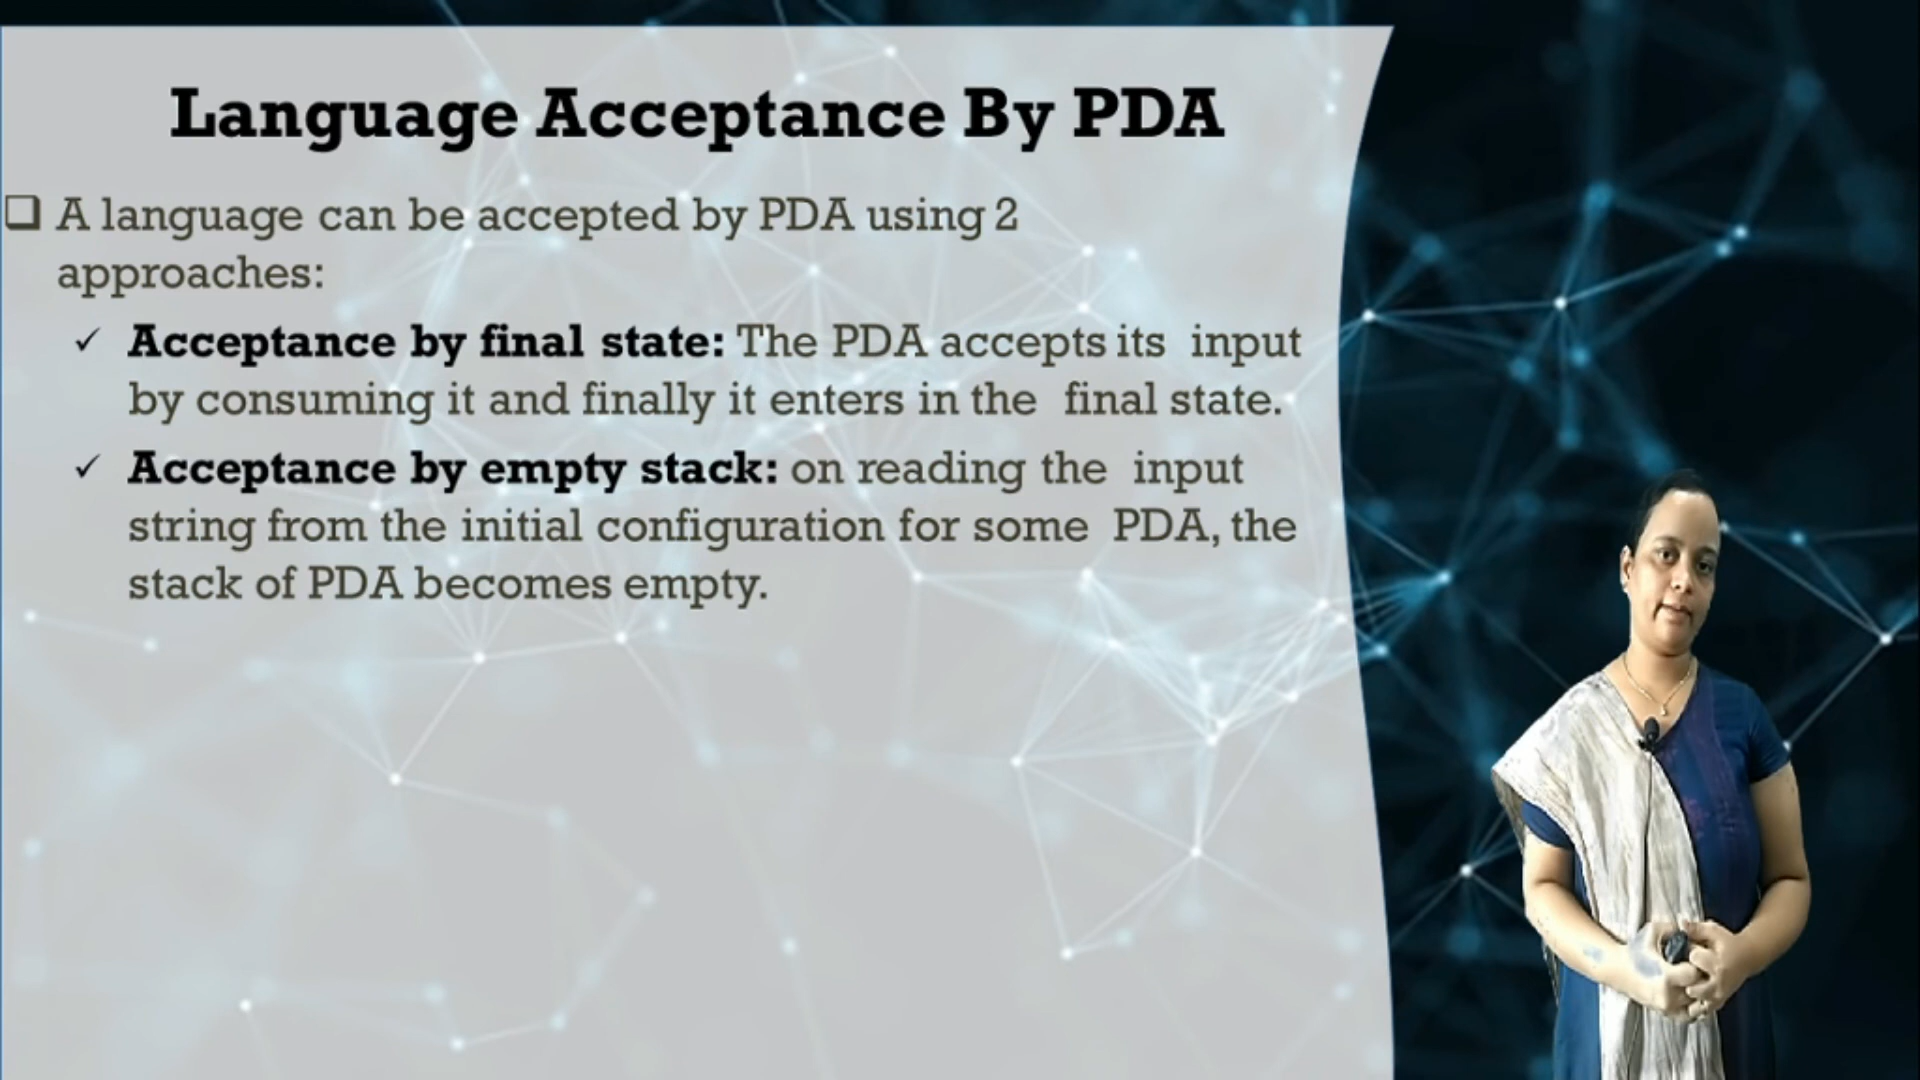 Language Acceptance By PDA
A language can be accepted by PDA using 2
approaches:
Acceptance by final state: The PDA accepts its input
by consuming it and finally it enters in the final state.
Acceptance by empty stack: on reading the input
string from the initial configuration for some PDA, the
stack of PDA becomes empty.